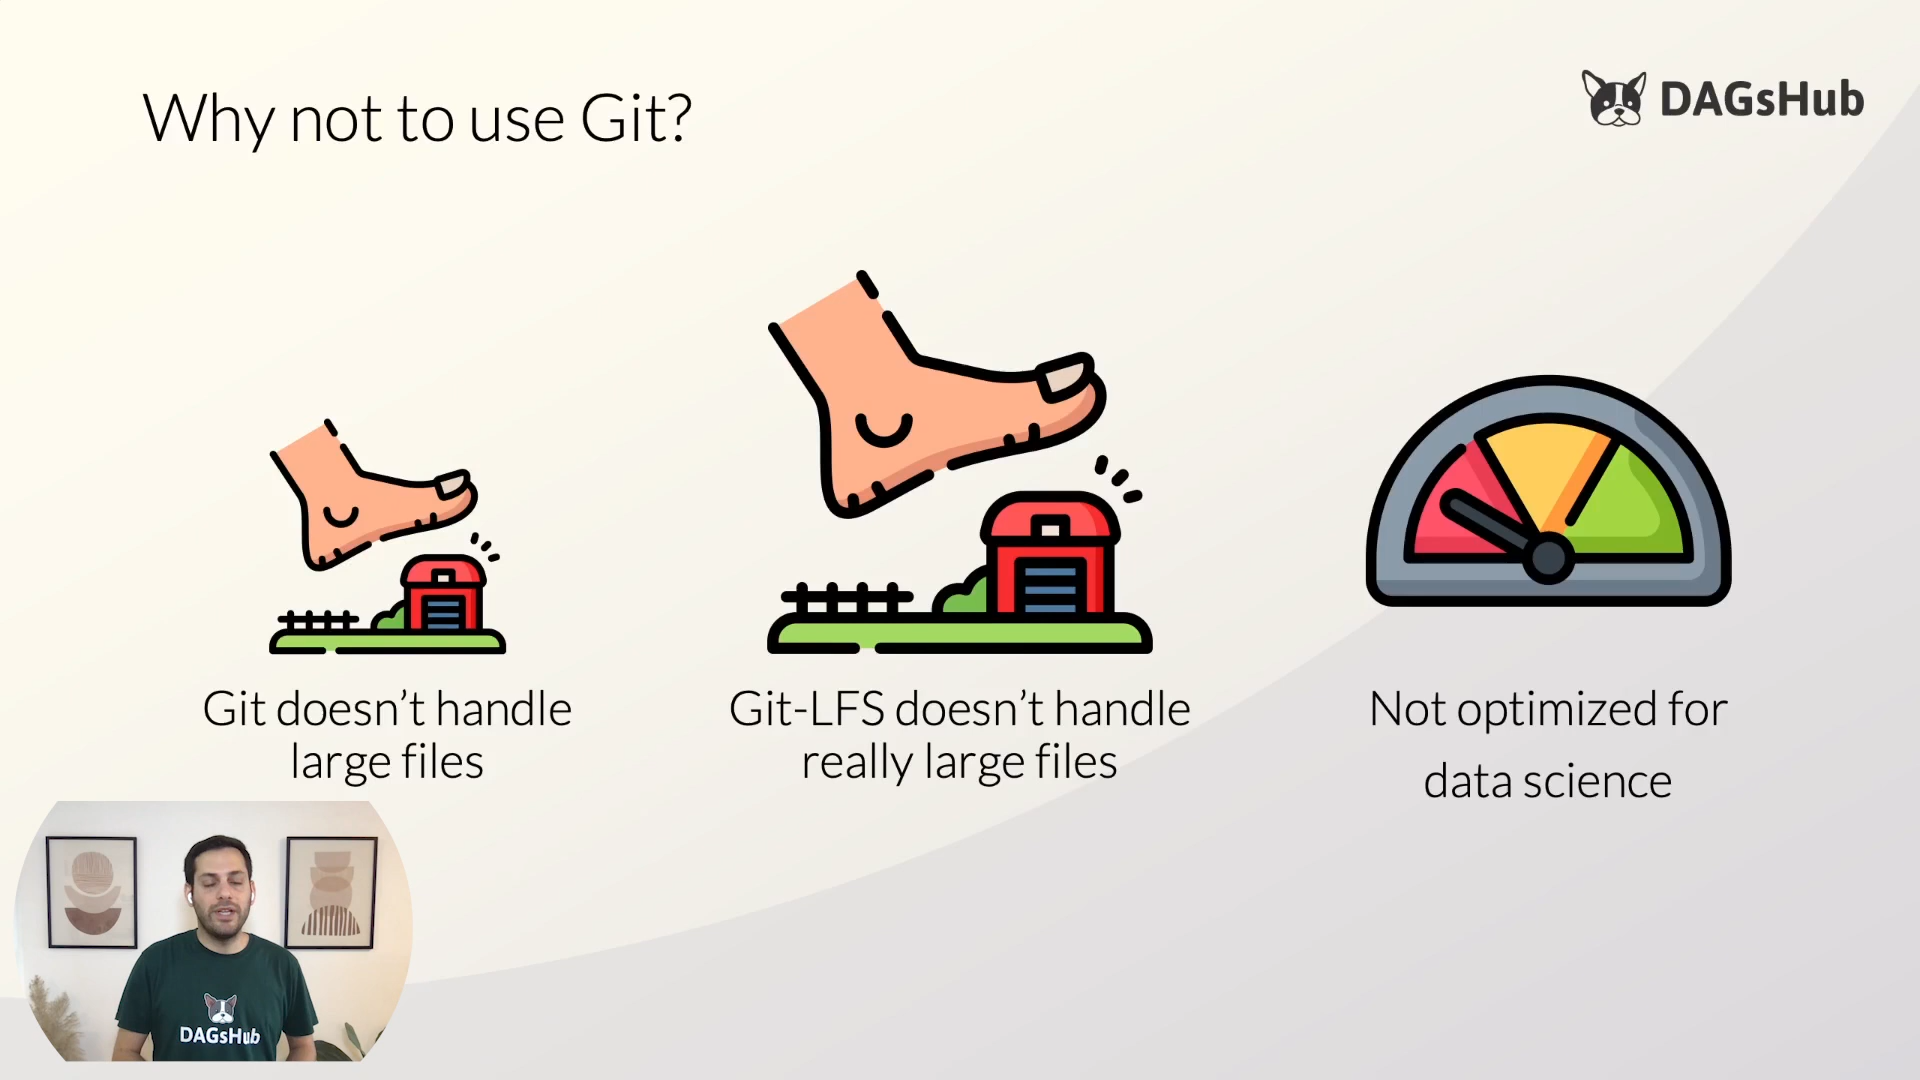 Why not to use Git?
DAGsHub
Git doesn’t handle
large files
Git-LFS doesn’t handle
really large files
Not optimized for
data science
DAGsHub